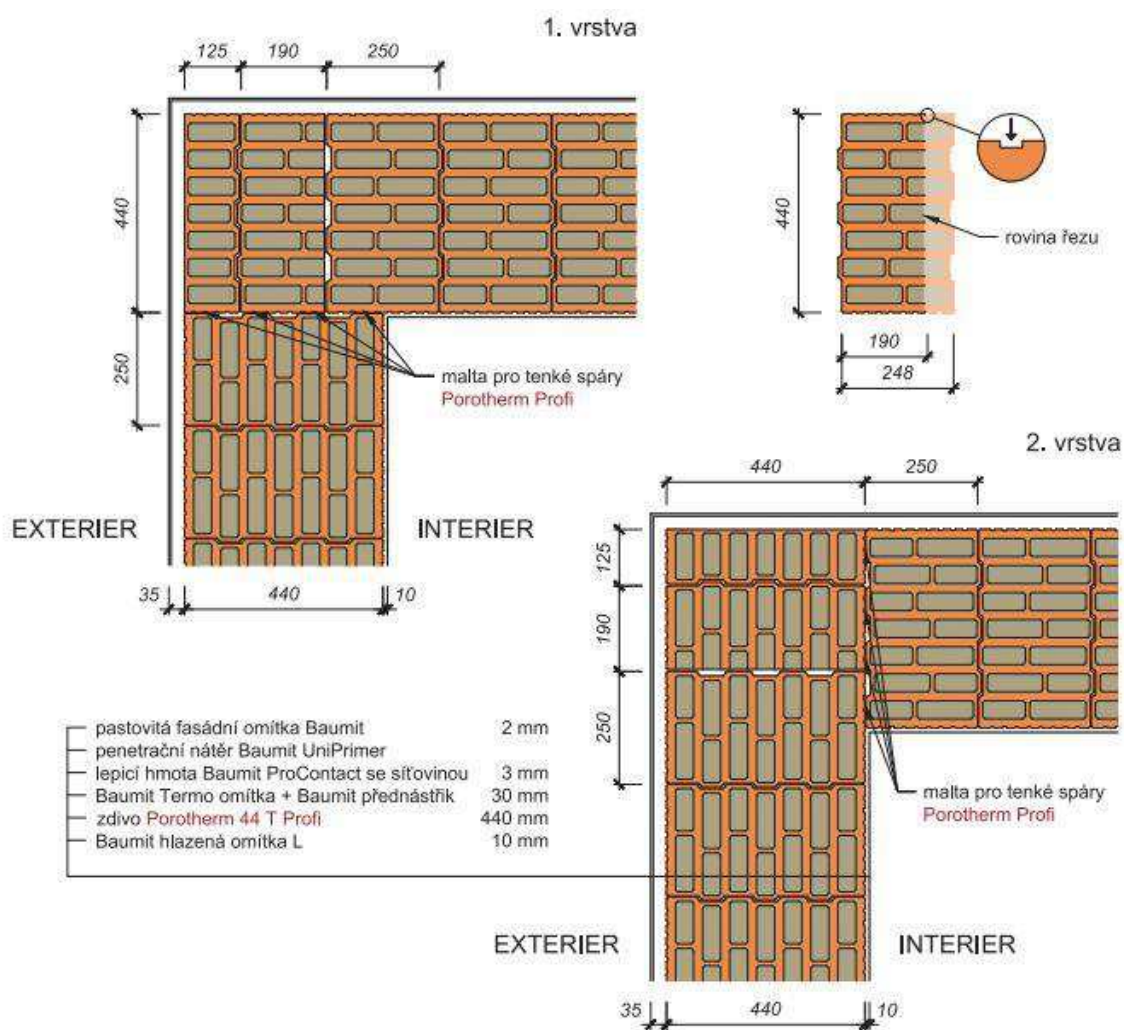 1. vrstva
125 190 250
440
250
malta pro tenké spáry
Porotherm Profi
EXTERIER
INTERIER
35 440 10
440
rovina řezu
190
248
2. vrstva
440 250
125
190
250
malta pro tenké spáry
Porotherm Profi
pastovitá fasádní omítka Baumit 2 mm
penetrační nátěr Baumit UniPrimer
lepicí hmota Baumit ProContact se síťovinou 3 mm
Baumit Termo omítka + Baumit přednástřik 30 mm
zdivo Porotherm 44 T Profi 440 mm
Baumit hlazená omítka L 10 mm
EXTERIER
INTERIER
35 440 10